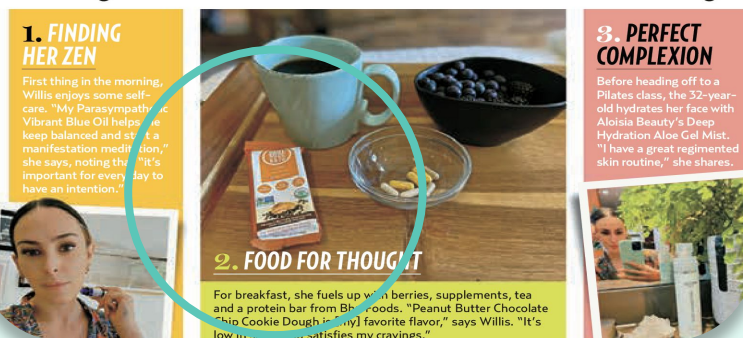 1. FINDING
HER ZEN
First thing in the morning,
Willis enjoys some self-
care. "My Parasympathetic
Vibrant Blue Oil helps me
keep balanced and start a
manifestation meditation,"
she says, noting that "it's
important for every day to
have an intention."
2. FOOD FOR THOUGHT
For breakfast, she fuels up with berries, supplements, tea
and a protein bar from Bhu Foods. "Peanut Butter Chocolate
Chip Cookie Dough is [my] favorite flavor," says Willis. "It's
low in satisfies my cravings."
3. PERFECT
COMPLEXION
Before heading off to a
Pilates class, the 32-year-
old hydrates her face with
Aloisia Beauty's Deep
Hydration Aloe Gel Mist.
"I have a great regimented
skin routine," she shares.